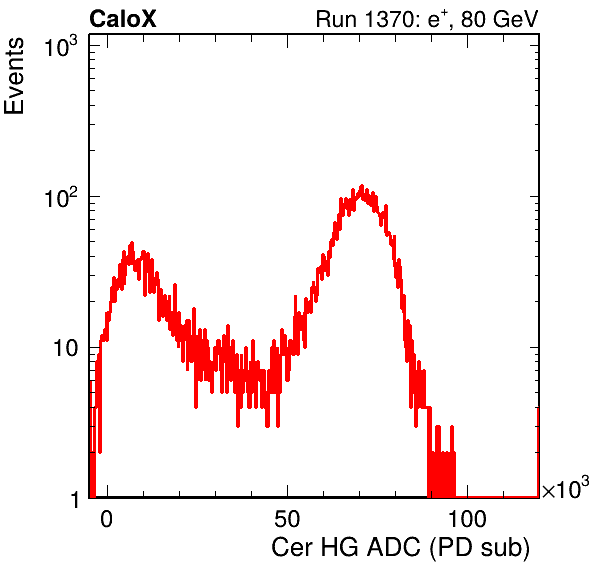 CaloX Run 1370: e⁺, 80 GeV
Events
10³
10²
10
1
0 50 100
×10³
Cer HG ADC (PD sub)